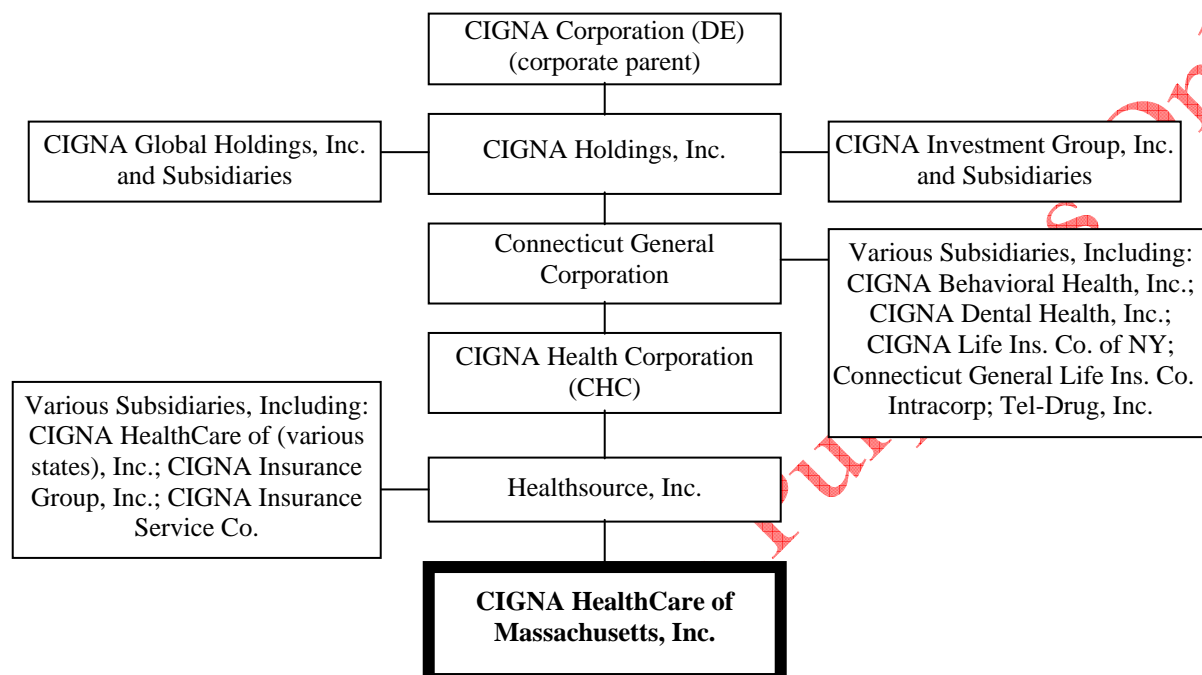 CIGNA Corporation (DE)
(corporate parent)
CIGNA Global Holdings, Inc.
and Subsidiaries
CIGNA Holdings, Inc.
CIGNA Investment Group, Inc.
and Subsidiaries
Connecticut General
Corporation
Various Subsidiaries, Including:
CIGNA Behavioral Health, Inc.;
CIGNA Dental Health, Inc.;
CIGNA Life Ins. Co. of NY;
Connecticut General Life Ins. Co.
Intracorp; Tel-Drug, Inc.
CIGNA Health Corporation
(CHC)
Various Subsidiaries, Including:
CIGNA HealthCare of (various
states), Inc.; CIGNA Insurance
Group, Inc.; CIGNA Insurance
Service Co.
Healthsource, Inc.
CIGNA HealthCare of
Massachusetts, Inc.